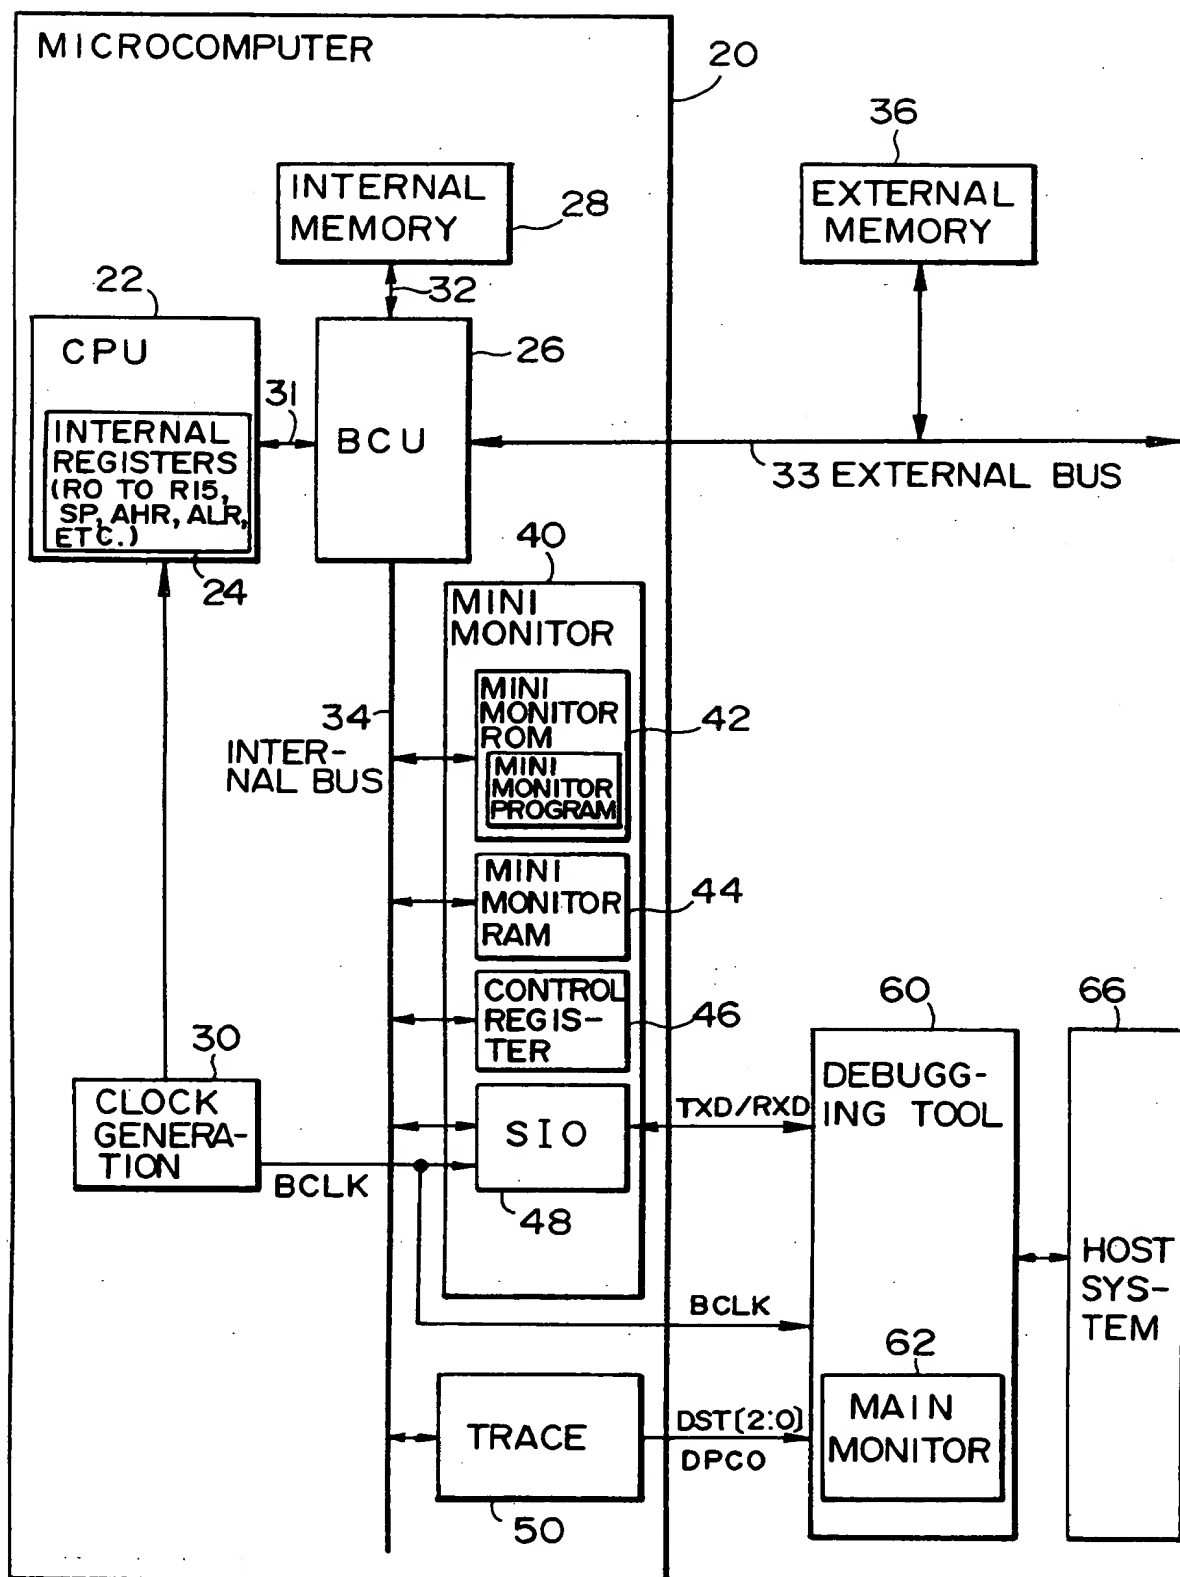 MICROCOMPUTER
20
36
INTERNAL
MEMORY
28
EXTERNAL
MEMORY
32
22
CPU
26
31
INTERNAL
REGISTERS
(RO TO R15,
SP, AHR, ALR,
ETC.)
BCU
33 EXTERNAL BUS
24
40
MINI
MONITOR
MINI
MONITOR
ROM
42
34
INTER-
NAL BUS
MINI
MONITOR
PROGRAM
MINI
MONITOR
RAM
44
CONTROL
REGIS-
TER
46
60
66
30
CLOCK
GENERA-
TION
DEBUGG-
ING TOOL
TXD/RXD
SIO
BCLK
48
HOST
SYS-
TEM
BCLK
62
MAIN
MONITOR
TRACE
DST(2:0)
DPCO
50